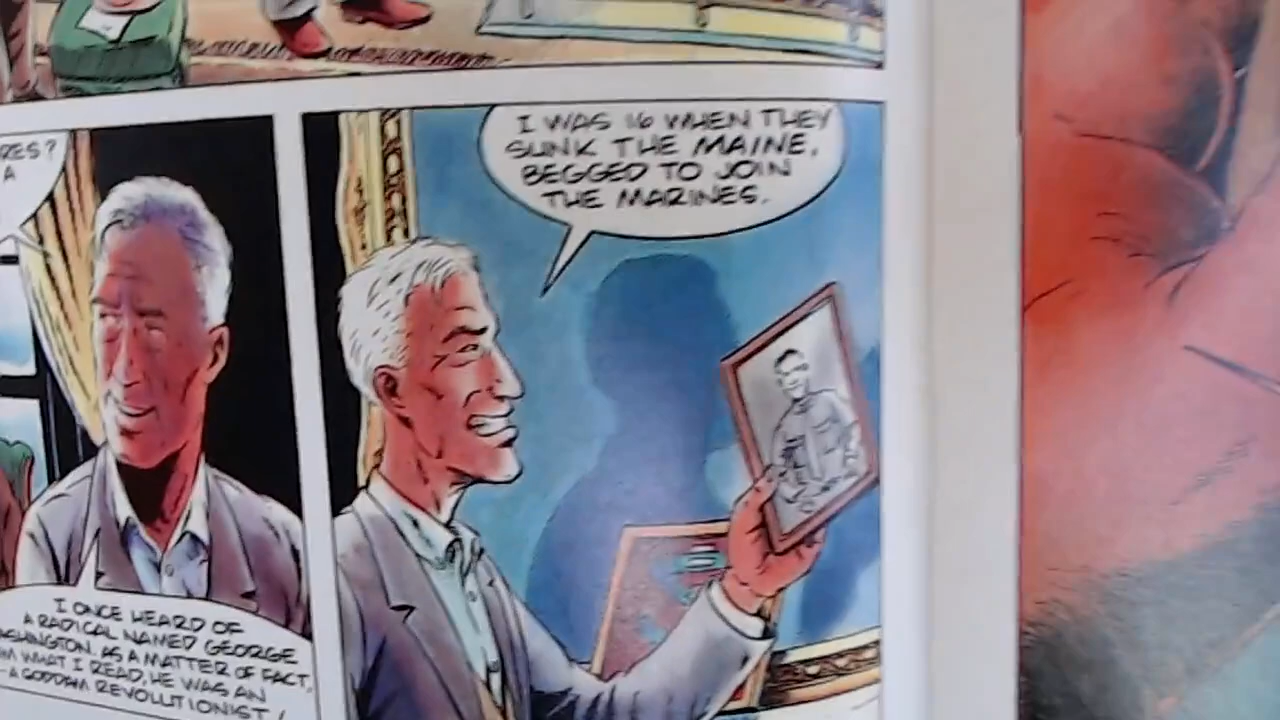 RES?
A
I ONCE HEARD OF
A RADICAL NAMED GEORGE
ASHINGTON. AS A MATTER OF FACT,
M WHAT I READ, HE WAS AN
-A GODDAM REVOLUTIONIST!
I WAS 16 WHEN THEY
SUNK THE MAINE.
BEGGED TO JOIN
THE MARINES.